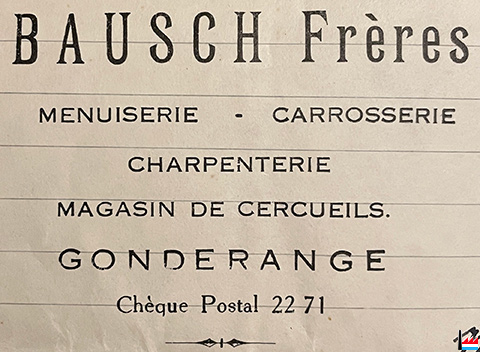 BAUSCH Frères
MENUISERIE - CARROSSERIE
CHARPENTERIE
MAGASIN DE CERCUEILS.
GONDERANGE
Chèque Postal 22 71